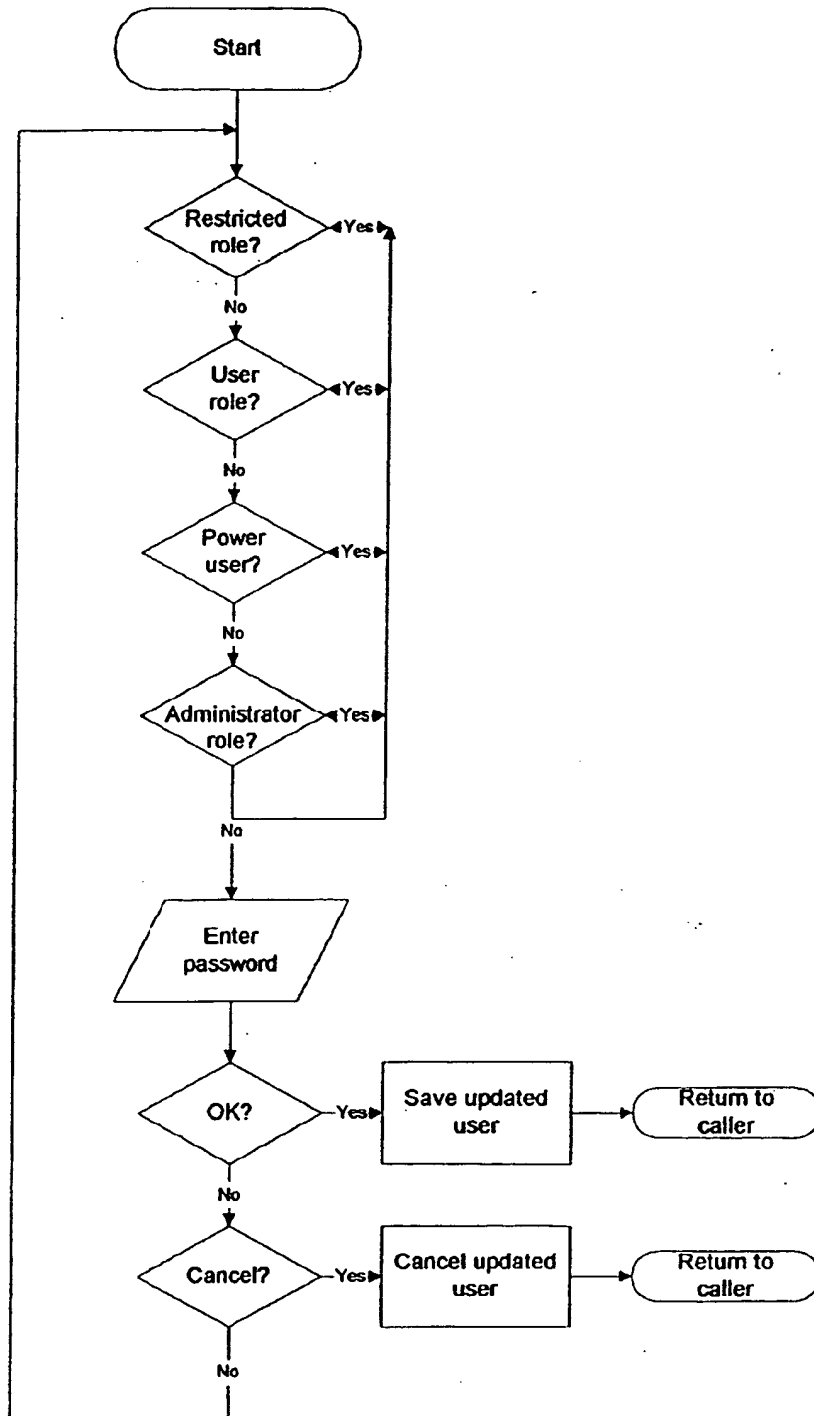 Start
Restricted
role?
Yes
No
User
role?
Yes
No
Power
user?
Yes
No
Administrator
role?
Yes
No
Enter
password
OK?
Yes
Save updated
user
Return to
caller
No
Cancel?
Yes
Cancel updated
user
Return to
caller
No